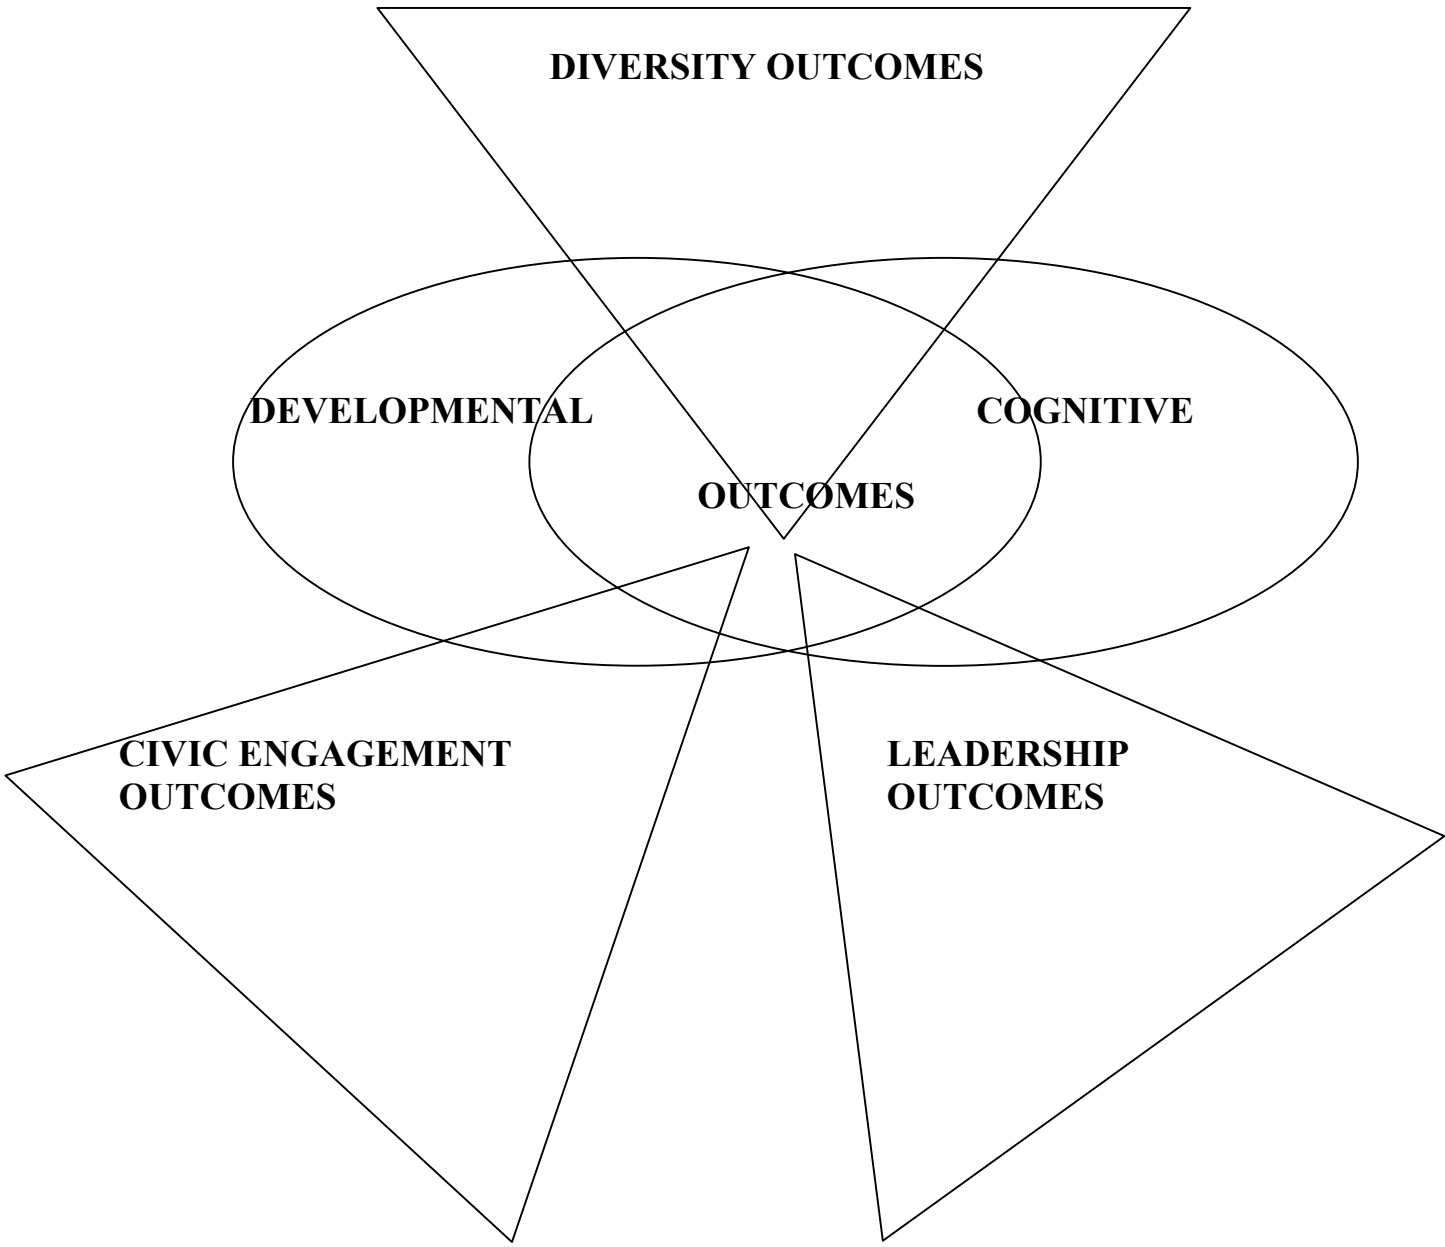 DIVERSITY OUTCOMES
DEVELOPMENTAL
COGNITIVE
OUTCOMES
CIVIC ENGAGEMENT
OUTCOMES
LEADERSHIP
OUTCOMES